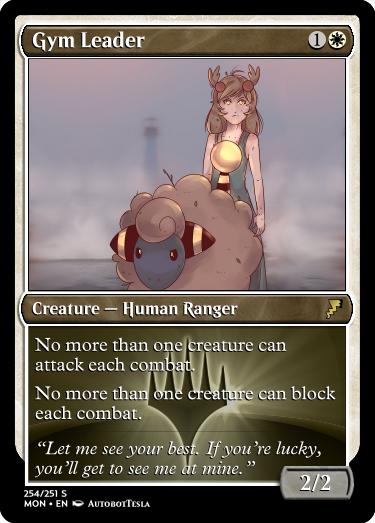 Gym Leader 1
Creature — Human Ranger
No more than one creature can
attack each combat.
No more than one creature can block
each combat.
“Let me see your best. If you’re lucky,
you’ll get to see me at mine.”
2/2
254/251 S
MON • EN AutobotTesla